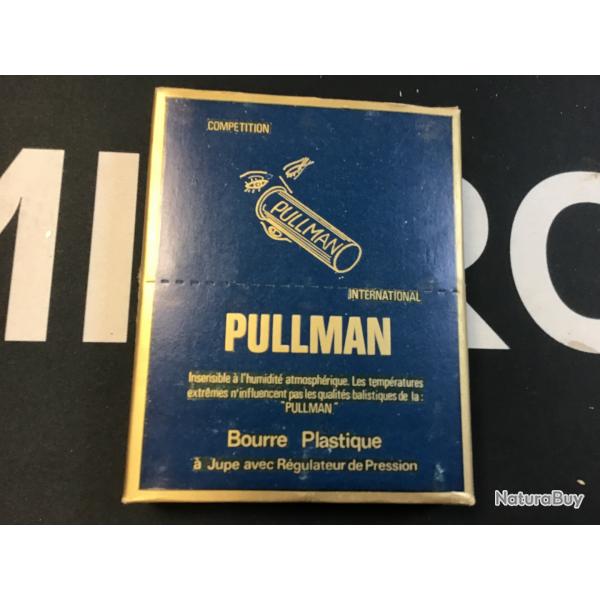 COMPETITION
PULLMAN
INTERNATIONAL
PULLMAN
Insensible à l'humidité atmosphérique. Les températures
extrêmes n'influencent pas les qualités balistiques de la :
"PULLMAN"
Bourre Plastique
à Jupe avec Régulateur de Pression
NaturaBuy